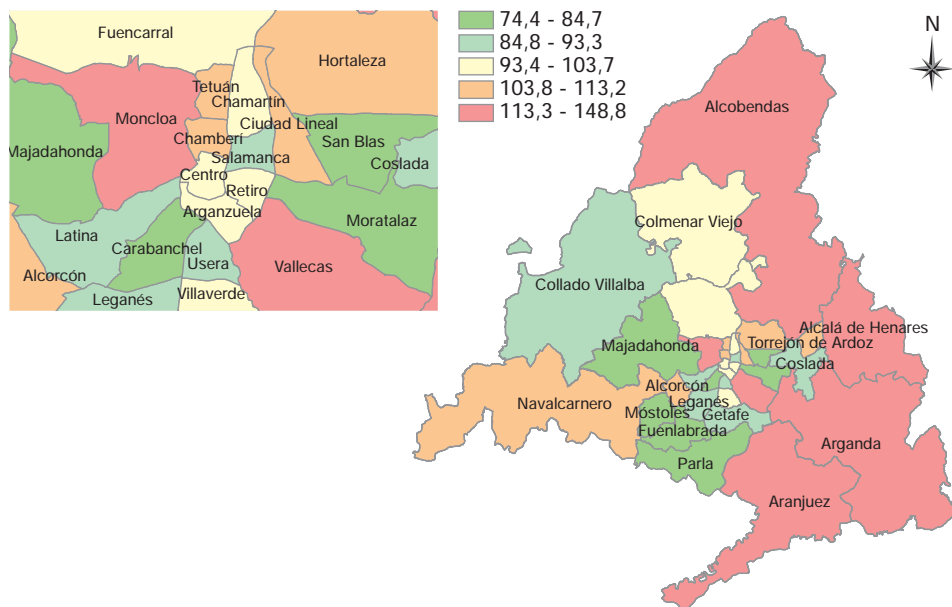 Fuencarral
Hortaleza
Tetuán
Chamartín
Moncloa
Ciudad Lineal
Chamberí
San Blas
Majadahonda
Salamanca
Coslada
Centro
Retiro
Arganzuela
Moratalaz
Latina
Carabanchel
Usera
Vallecas
Alcorcón
Leganés
Villaverde
74,4 - 84,7
84,8 - 93,3
93,4 - 103,7
103,8 - 113,2
113,3 - 148,8
N
Alcobendas
Colmenar Viejo
Collado Villalba
Alcalá de Henares
Majadahonda
Torrejón de Ardoz
Coslada
Alcorcón
Navalcarnero
Leganés
Móstoles
Getafe
Fuenlabrada
Arganda
Parla
Aranjuez